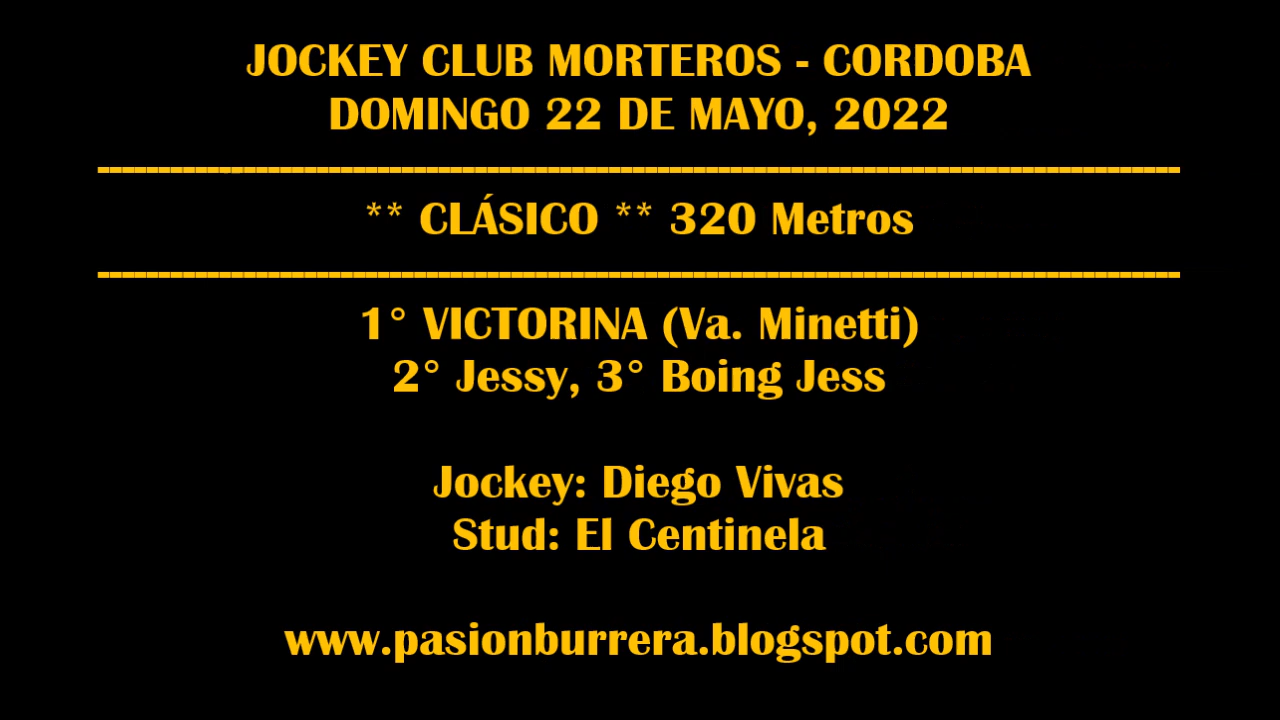 JOCKEY CLUB MORTEROS - CORDOBA
DOMINGO 22 DE MAYO, 2022
** CLÁSICO ** 320 Metros
1° VICTORINA (Va. Minetti)
2° Jessy, 3° Boing Jess
Jockey: Diego Vivas
Stud: El Centinela
www.pasionburrera.blogspot.com